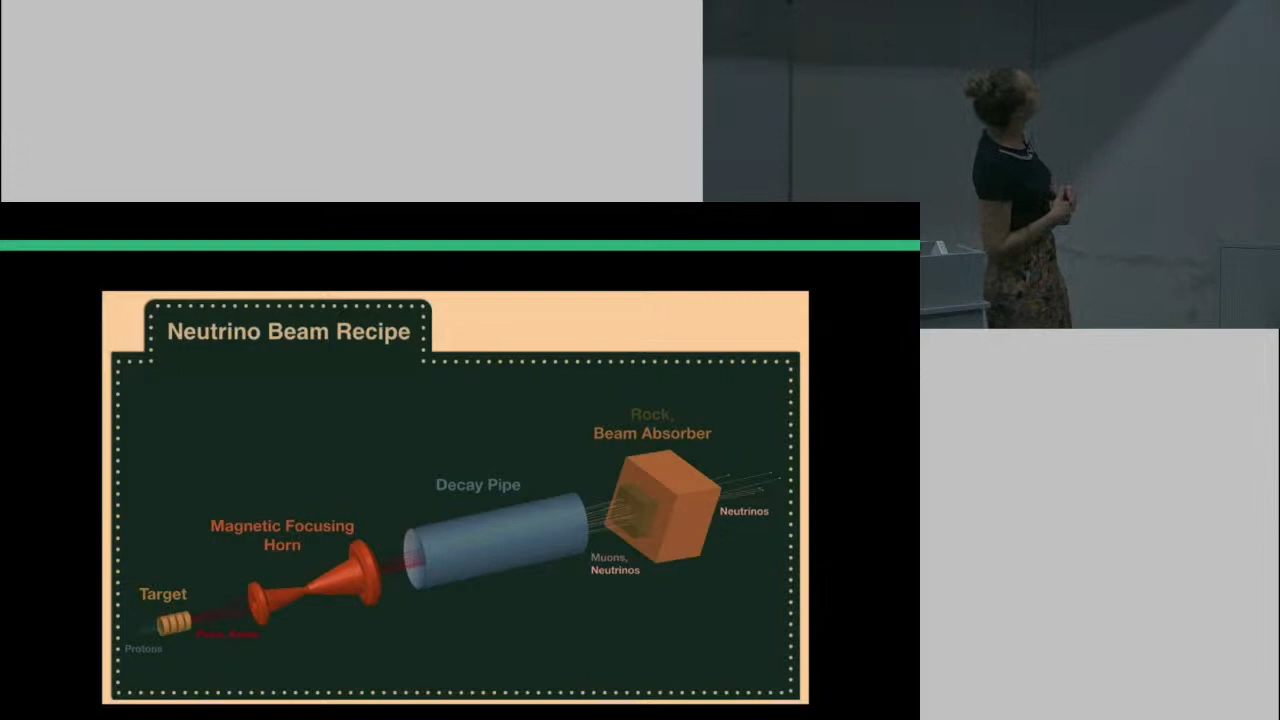 Neutrino Beam Recipe
Rock,
Beam Absorber
Decay Pipe
Neutrinos
Magnetic Focusing
Horn
Muons,
Neutrinos
Target
Protons